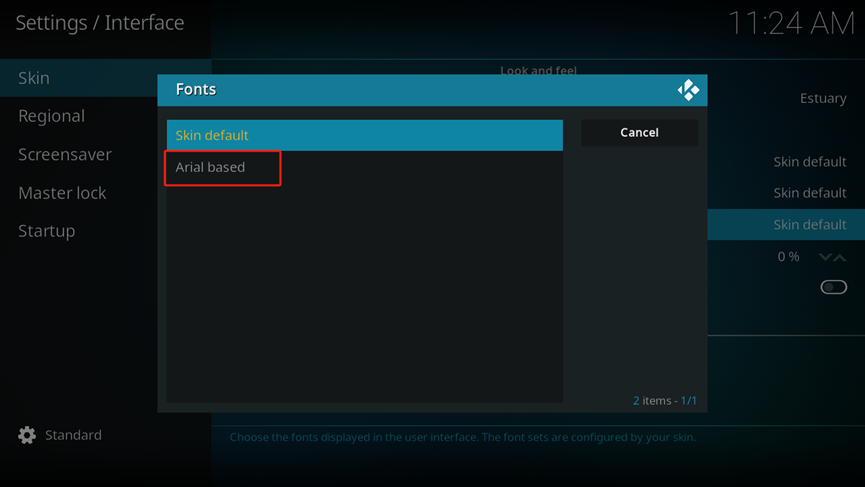 Settings / Interface
11:24 AM
Look and feel
Skin
Regional
Screensaver
Master lock
Startup
Standard
Fonts
Skin default
Arial based
Cancel
2 items - 1/1
Estuary
Skin default
Skin default
Skin default
0 %
Choose the fonts displayed in the user interface. The font sets are configured by your skin.